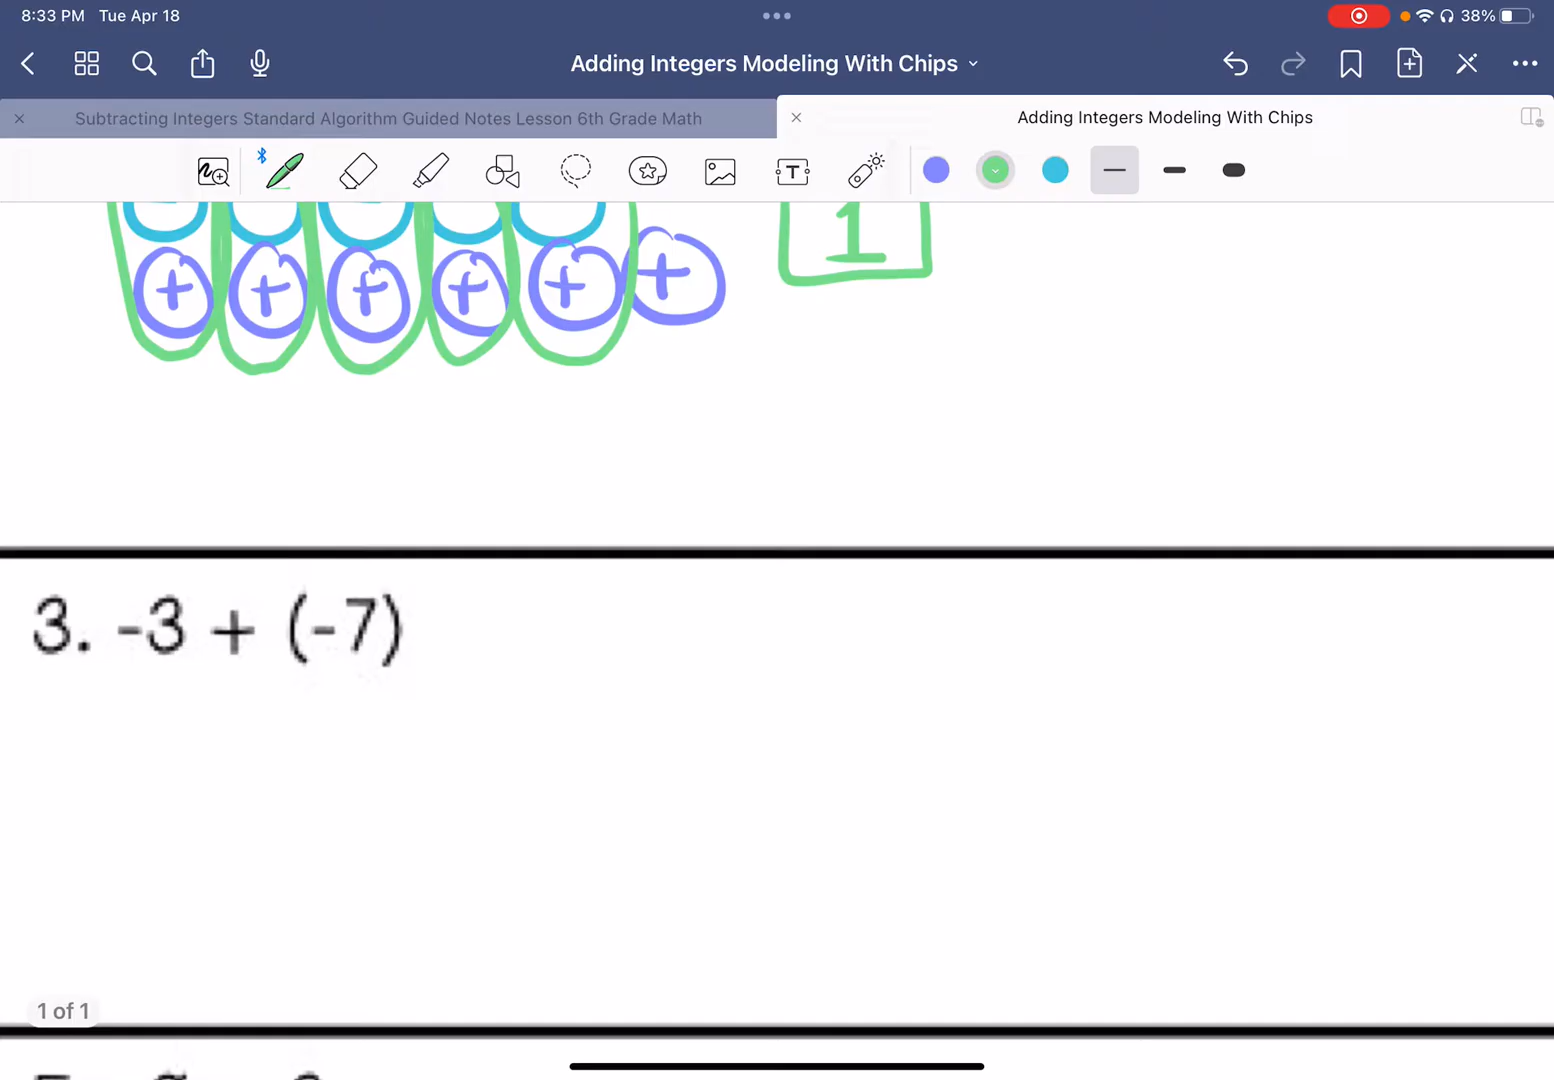 8:33 PM Tue Apr 18
38%
Adding Integers Modeling With Chips
Subtracting Integers Standard Algorithm Guided Notes Lesson 6th Grade Math
Adding Integers Modeling With Chips
T
1
+ + + + + +
3. -3 + (-7)
1 of 1